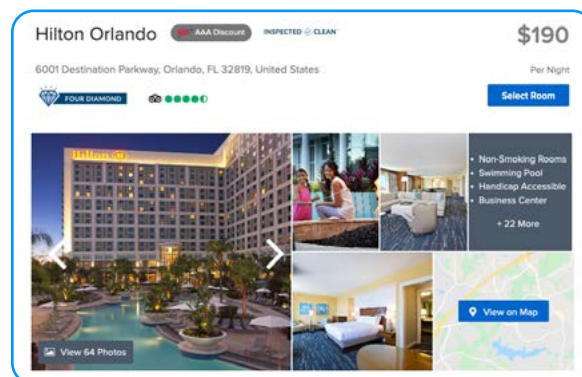 Hilton Orlando
AAA Discount
INSPECTED CLEAN
$190
6001 Destination Parkway, Orlando, FL 32819, United States
Per Night
FOUR DIAMOND
Select Room
Hilton
• Non-Smoking Rooms
• Swimming Pool
• Handicap Accessible
• Business Center
+ 22 More
View on Map
View 64 Photos